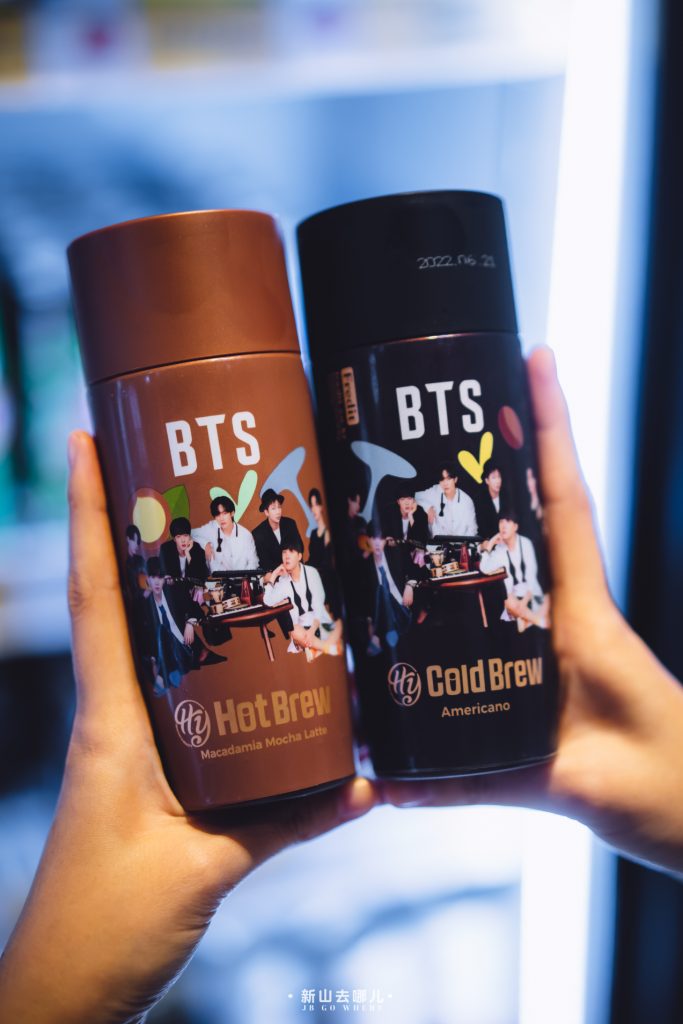 BTS
Hy Hot Brew
Macadamia Mocha Latte
2022.06.21
Fredit
BTS
Hy Cold Brew
Americano
· 新山去哪儿 ·
JB GO WHERE